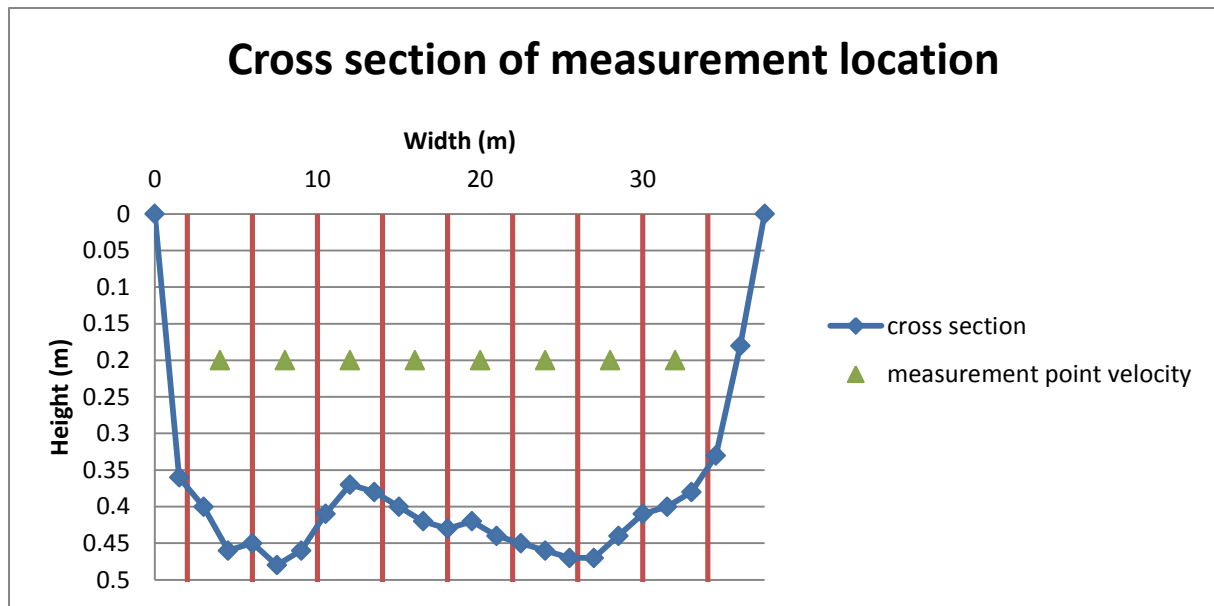 Cross section of measurement location
Width (m)
0 10 20 30
0
0.05
0.1
0.15
0.2
0.25
0.3
0.35
0.4
0.45
0.5
Height (m)
cross section
measurement point velocity